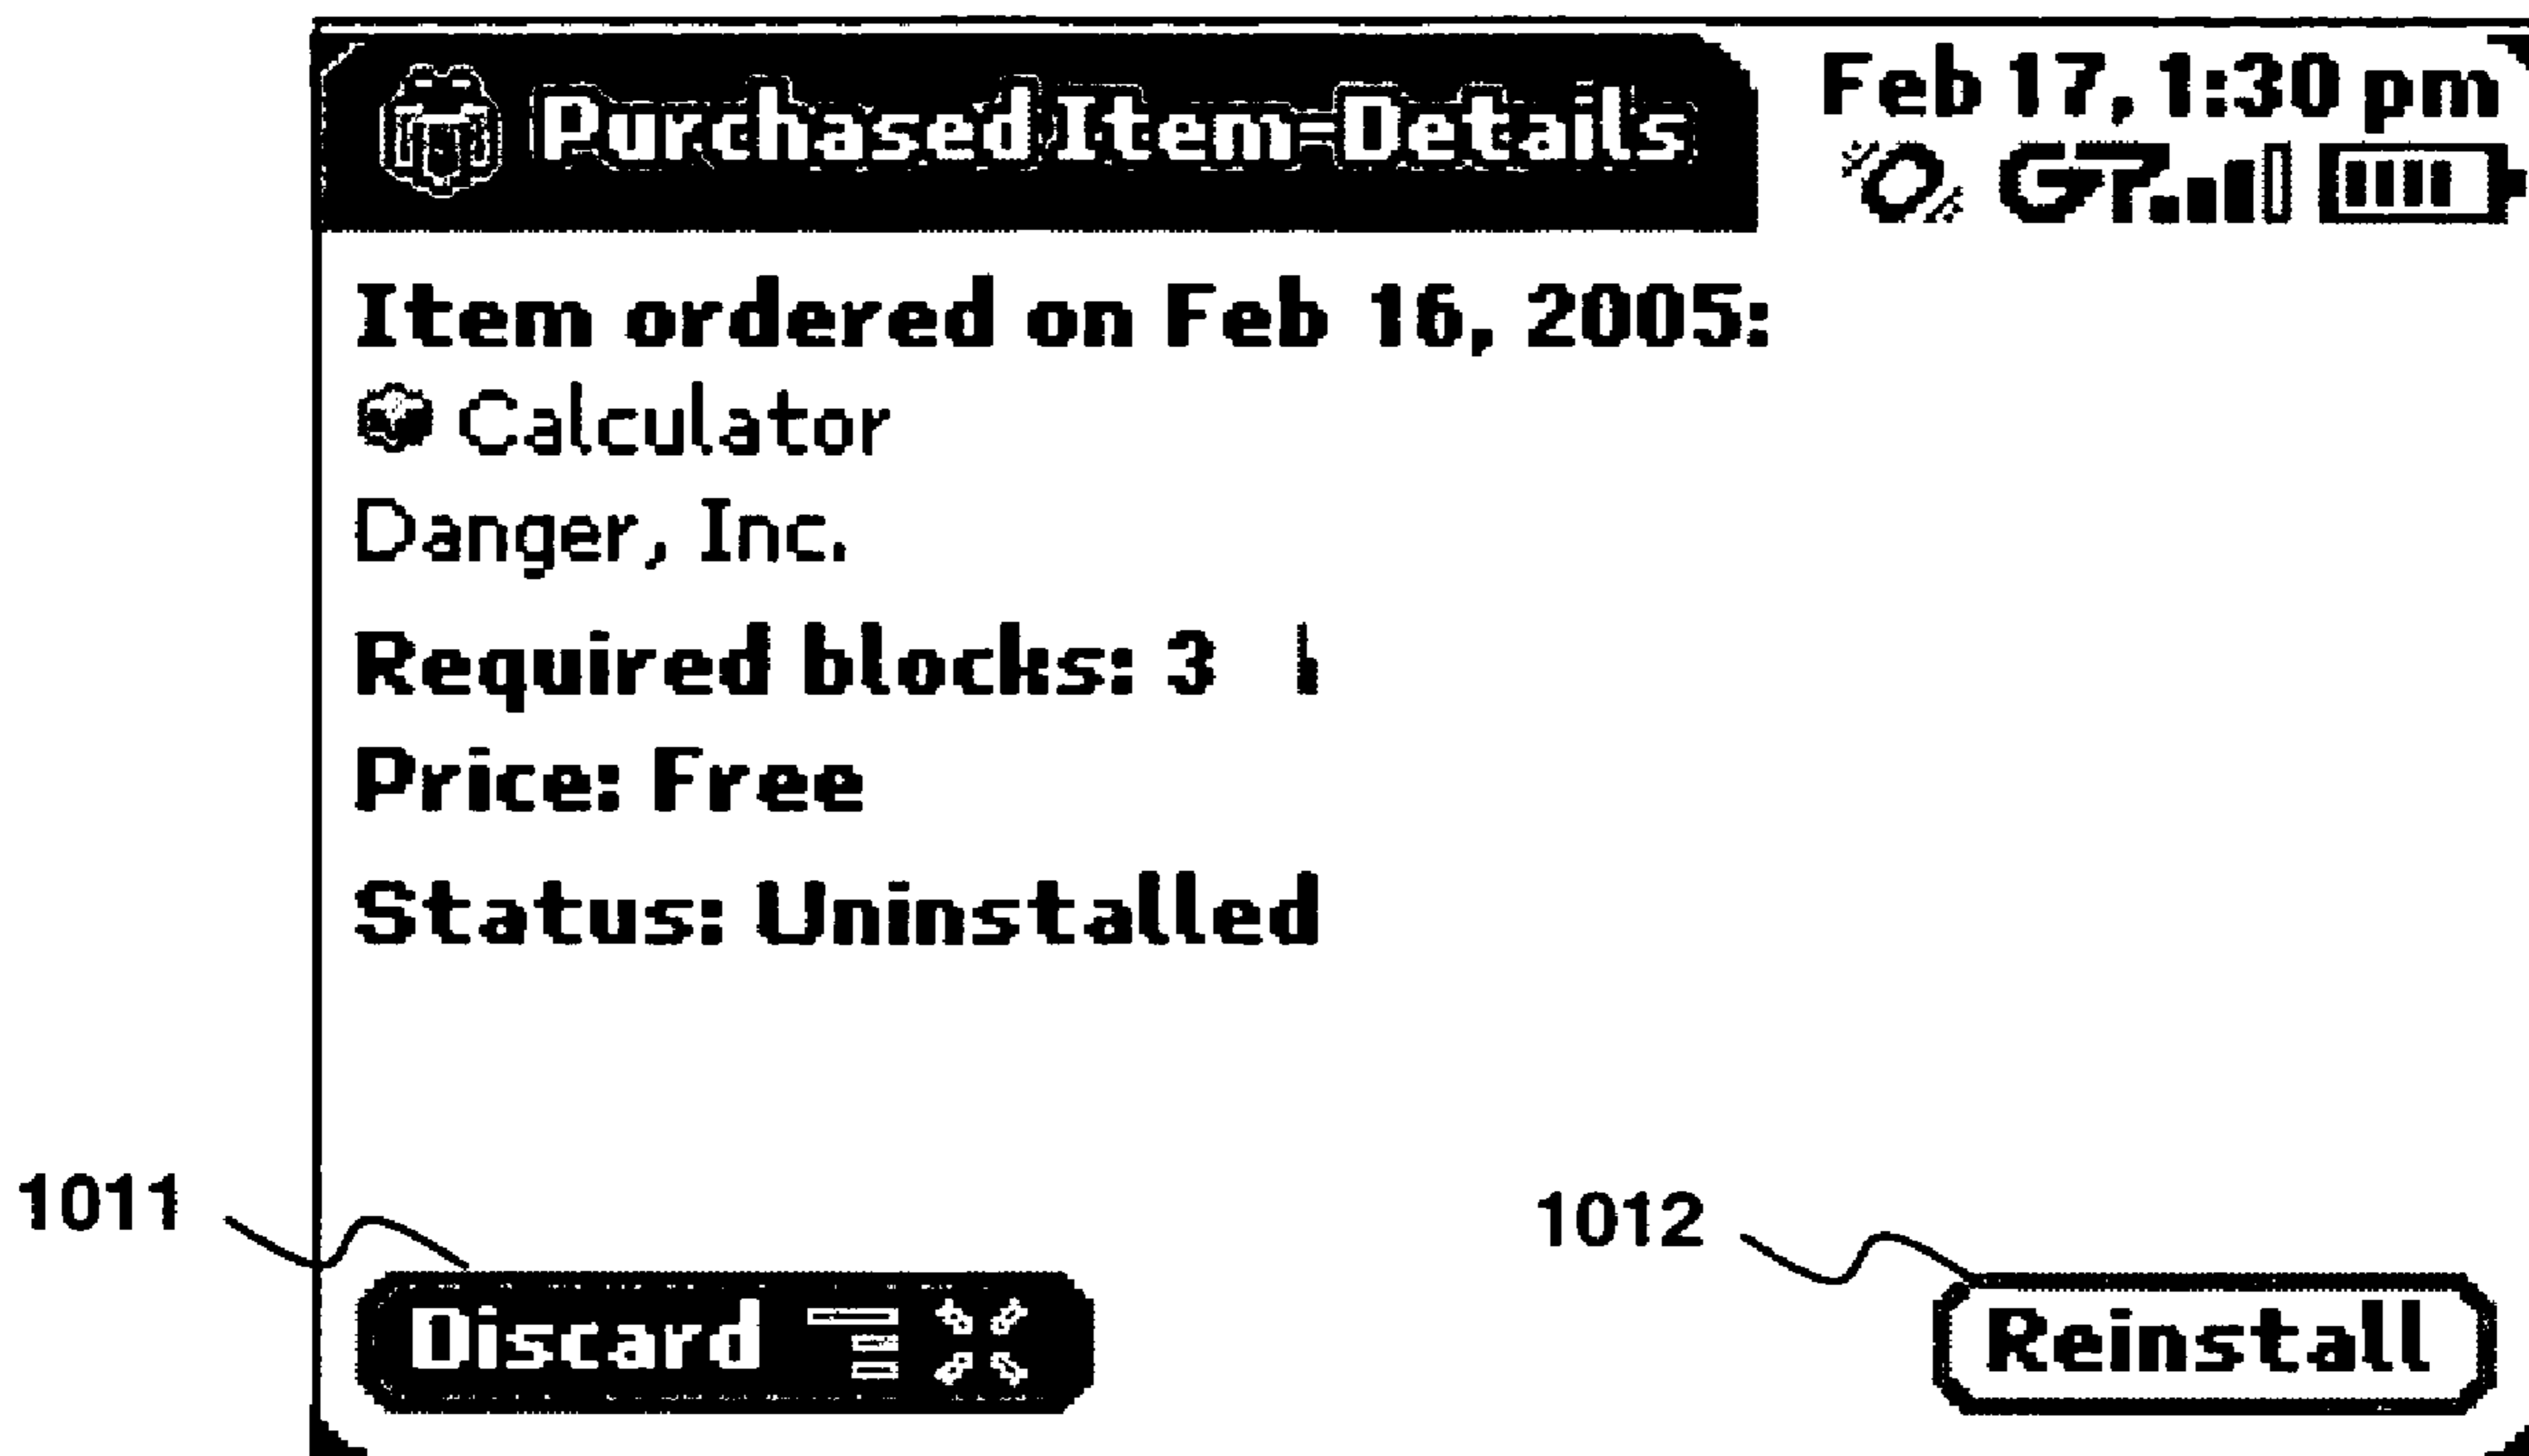 Purchased Item-Details
Feb 17, 1:30 pm
G
Item ordered on Feb 16, 2005:
Calculator
Danger, Inc.
Required blocks: 3
Price: Free
Status: Uninstalled
1011
1012
Discard
Reinstall